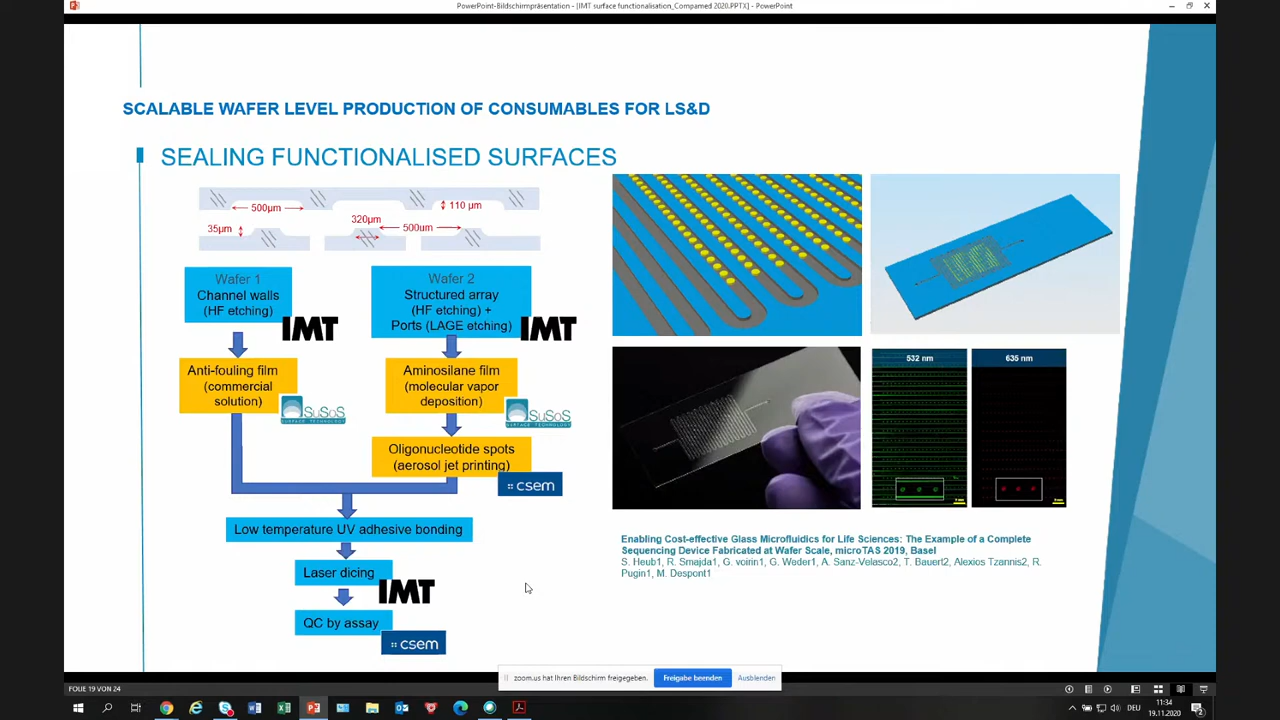 PowerPoint-Bildschirmpräsentation - [IMT surface functionalisation_Compamed 2020.PPTX] - PowerPoint
SCALABLE WAFER LEVEL PRODUCTION OF CONSUMABLES FOR LS&D
SEALING FUNCTIONALISED SURFACES
500µm
110 µm
320µm
35µm
500um
Wafer 1
Channel walls
(HF etching)
IMT
Wafer 2
Structured array
(HF etching) +
Ports (LAGE etching)
IMT
Anti-fouling film
(commercial
solution)
SuSoS
SURFACE TECHNOLOGY
Aminosilane film
(molecular vapor
deposition)
SuSoS
SURFACE TECHNOLOGY
Oligonucleotide spots
(aerosol jet printing)
csem
Low temperature UV adhesive bonding
Laser dicing
IMT
QC by assay
csem
532 nm
635 nm
Enabling Cost-effective Glass Microfluidics for Life Sciences: The Example of a Complete
Sequencing Device Fabricated at Wafer Scale, microTAS 2019, Basel
S. Heub1, R. Smajda1, G. voirin1, G. Weder1, A. Sanz-Velasco2, T. Bauert2, Alexios Tzannis2, R.
Pugin1, M. Despont1
zoom.us hat Ihren Bildschirm freigegeben.
Freigabe beenden
Ausblenden
FOLIE 19 VON 24
DEU
11:34
19.11.2020
2